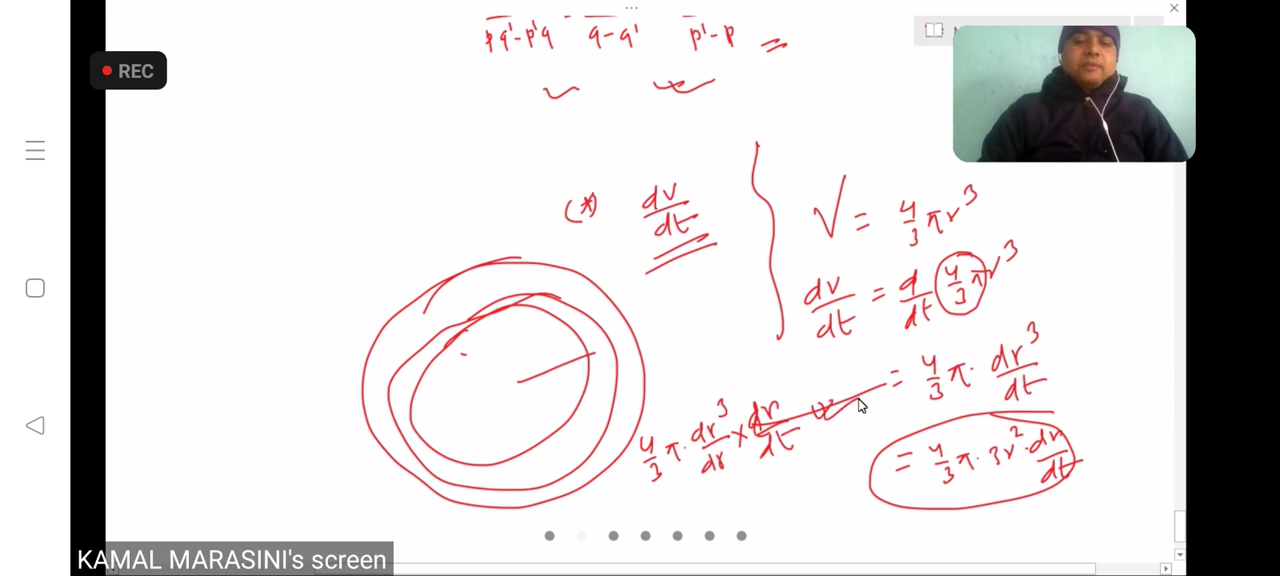 pq'-p'q q-q' p'-p
REC
(*) dv/dt
V = 4/3 πr³
dv/dt = d/dt 4/3 πr³
= 4/3 π · dr³/dt
4/3 π · dr³/dr × dr/dt
= 4/3 π · 3r² · dr/dt
KAMAL MARASINI's screen